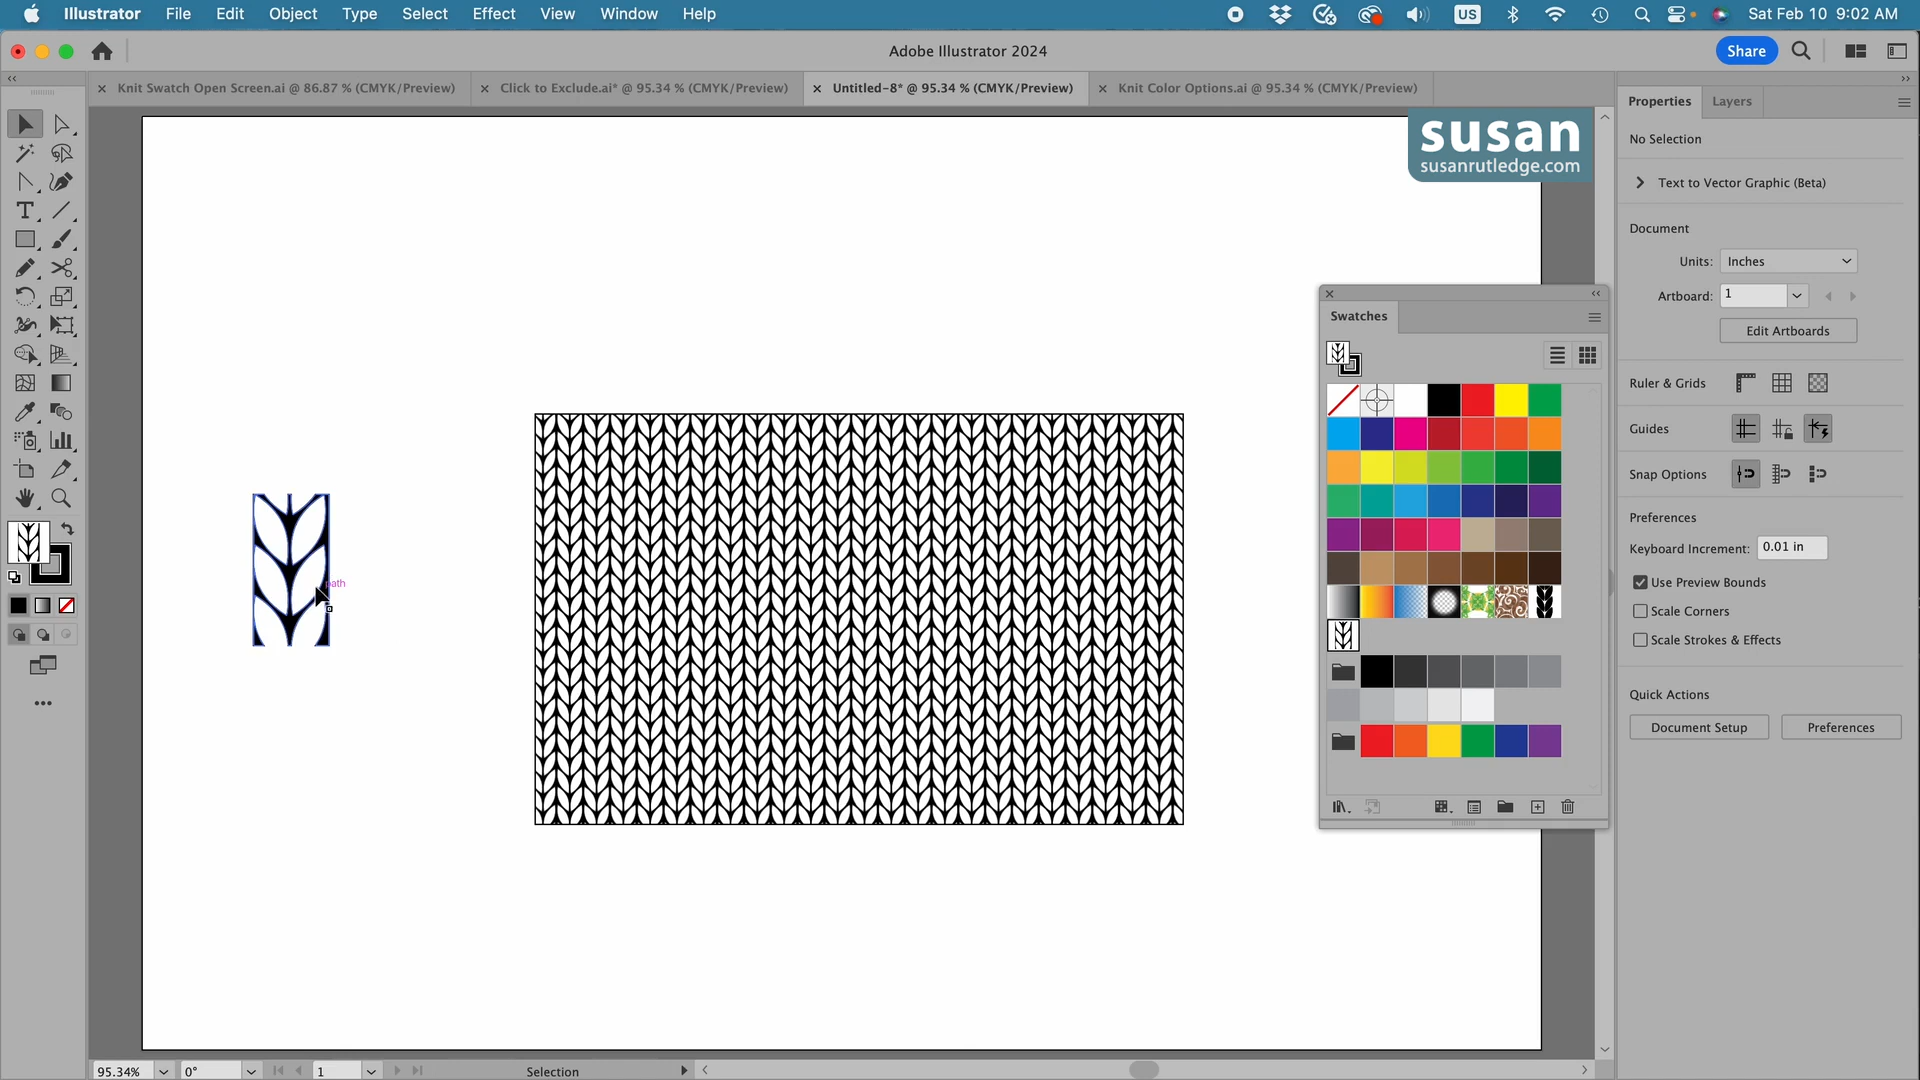 Illustrator File Edit Object Type Select Effect View Window Help US Sat Feb 10 9:02 AM
Adobe Illustrator 2024 Share
Knit Swatch Open Screen.ai @ 86.87 % (CMYK/Preview) Click to Exclude.ai* @ 95.34 % (CMYK/Preview) Untitled-8* @ 95.34 % (CMYK/Preview) Knit Color Options.ai @ 95.34 % (CMYK/Preview)
Properties Layers
susan
susanrutledge.com
No Selection
Text to Vector Graphic (Beta)
Document
Units: Inches
Artboard: 1
Edit Artboards
Swatches
Ruler & Grids
Guides
Snap Options
Preferences
Keyboard Increment: 0.01 in
Use Preview Bounds
Scale Corners
Scale Strokes & Effects
Quick Actions
Document Setup Preferences
path
95.34% 0° 1 Selection